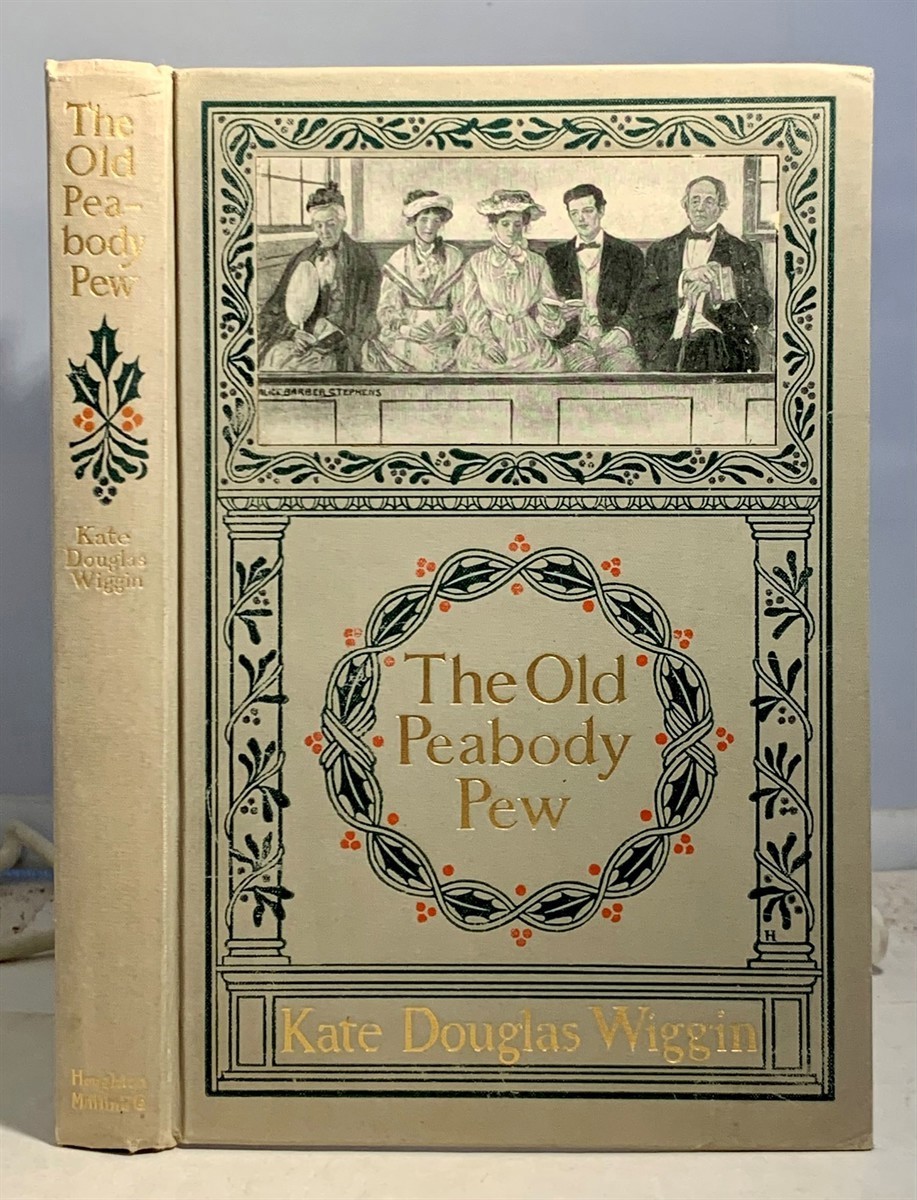 The
Old
Pea-
body
Pew
Kate
Douglas
Wiggin
Houghton
Mifflin & Co
ALICE BARBER STEPHENS
The Old
Peabody
Pew
H
Kate Douglas Wiggin